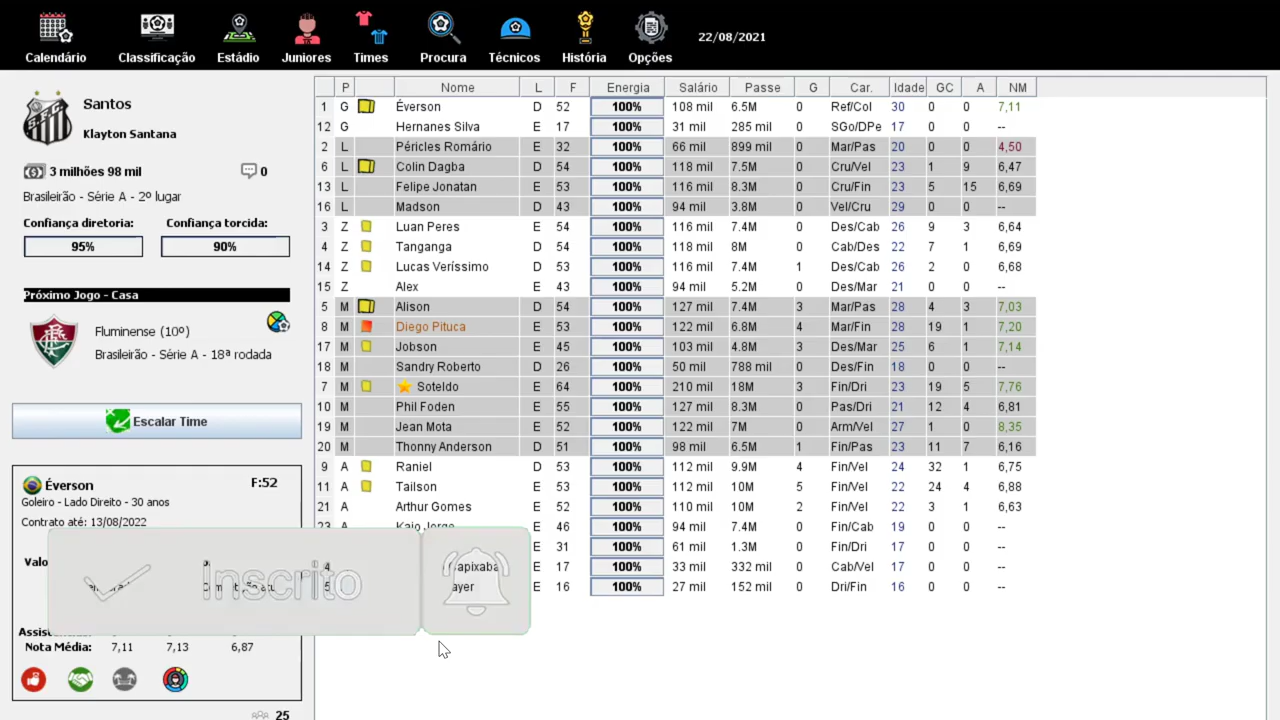 Calendário Classificação Estádio Juniores Times Procura Técnicos História Opções 22/08/2021
Santos
Klayton Santana
3 milhões 98 mil 0
Brasileirão - Série A - 2º lugar
Confiança diretoria: Confiança torcida:
95% 90%
Próximo Jogo - Casa
Fluminense (10º)
Brasileirão - Série A - 18ª rodada
Escalar Time
Éverson F:52
Goleiro - Lado Direito - 30 anos
Contrato até: 13/08/2022
Nota Média: 7,11 7,13 6,87
25
P Nome L F Energia Salário Passe G Car. Idade GC A NM
1 G Éverson D 52 100% 108 mil 6.5M 0 Ref/Col 30 0 0 7,11
12 G Hernanes Silva E 17 100% 31 mil 285 mil 0 SGo/DPe 17 0 0 --
2 L Péricles Romário E 32 100% 66 mil 899 mil 0 Mar/Pas 20 0 0 4,50
6 L Colin Dagba D 54 100% 118 mil 7.5M 0 Cru/Vel 23 1 9 6,47
13 L Felipe Jonatan E 53 100% 116 mil 8.3M 0 Cru/Fin 23 5 15 6,69
16 L Madson D 43 100% 94 mil 3.8M 0 Vel/Cru 29 0 0 --
3 Z Luan Peres E 54 100% 116 mil 7.4M 0 Des/Cab 26 9 3 6,64
4 Z Tanganga D 54 100% 118 mil 8M 0 Cab/Des 22 7 1 6,69
14 Z Lucas Veríssimo D 53 100% 116 mil 7.4M 1 Des/Cab 26 2 0 6,68
15 Z Alex E 43 100% 94 mil 5.2M 0 Des/Mar 21 0 0 --
5 M Alison D 54 100% 127 mil 7.4M 3 Mar/Pas 28 4 3 7,03
8 M Diego Pituca E 53 100% 122 mil 6.8M 4 Mar/Fin 28 19 1 7,20
17 M Jobson E 45 100% 103 mil 4.8M 3 Des/Mar 25 6 1 7,14
18 M Sandry Roberto D 26 100% 50 mil 788 mil 0 Des/Fin 18 0 0 --
7 M Soteldo E 64 100% 210 mil 18M 3 Fin/Dri 23 19 5 7,76
10 M Phil Foden E 55 100% 127 mil 8.3M 0 Pas/Dri 21 12 4 6,81
19 M Jean Mota E 52 100% 122 mil 7M 0 Arm/Vel 27 1 0 8,35
20 M Thonny Anderson D 51 100% 98 mil 6.5M 1 Fin/Pas 23 11 7 6,16
9 A Raniel D 53 100% 112 mil 9.9M 4 Fin/Vel 24 32 1 6,75
11 A Tailson E 53 100% 112 mil 10M 5 Fin/Vel 22 24 4 6,88
21 A Arthur Gomes E 52 100% 110 mil 10M 2 Fin/Vel 22 3 1 6,63
23 A Kaio Jorge E 46 100% 94 mil 7.4M 0 Fin/Cab 19 0 0 --
E 31 100% 61 mil 1.3M 0 Fin/Dri 17 0 0 --
E 17 100% 33 mil 332 mil 0 Cab/Vel 17 0 0 --
E 16 100% 27 mil 152 mil 0 Dri/Fin 16 0 0 --
Inscrito